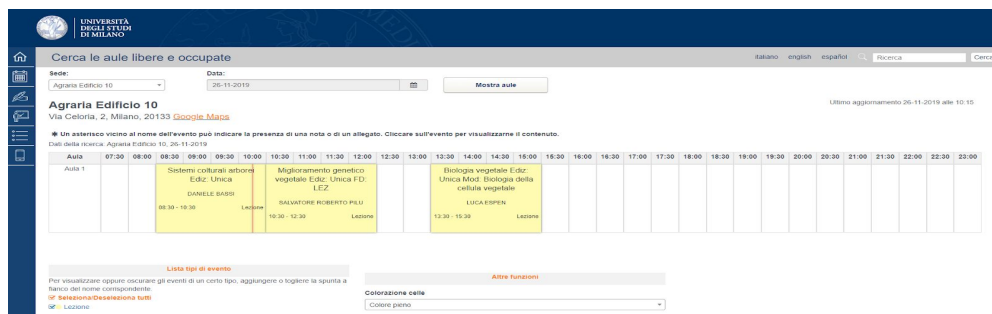 UNIVERSITÀ
DEGLI STUDI
DI MILANO
Cerca le aule libere e occupate
italiano english español Ricerca Cerca
Sede: Data:
Agraria Edificio 10 26-11-2019 Mostra aule
Agraria Edificio 10
Ultimo aggiornamento 26-11-2019 alle 10:15
Via Celoria, 2, Milano, 20133 Google Maps
✱ Un asterisco vicino al nome dell'evento può indicare la presenza di una nota o di un allegato. Cliccare sull'evento per visualizzarne il contenuto.
Dati della ricerca: Agraria Edificio 10, 26-11-2019
Aula 07:30 08:00 08:30 09:00 09:30 10:00 10:30 11:00 11:30 12:00 12:30 13:00 13:30 14:00 14:30 15:00 15:30 16:00 16:30 17:00 17:30 18:00 18:30 19:00 19:30 20:00 20:30 21:00 21:30 22:00 22:30 23:00
Aula 1
Sistemi colturali arborei
Ediz: Unica
DANIELE BASSI
08:30 - 10:30 Lezione
Miglioramento genetico
vegetale Ediz: Unica FD:
LEZ
SALVATORE ROBERTO PILU
10:30 - 12:30 Lezione
Biologia vegetale Ediz:
Unica Mod: Biologia della
cellula vegetale
LUCA ESPEN
13:30 - 15:30 Lezione
Lista tipi di evento
Per visualizzare oppure oscurare gli eventi di un certo tipo, aggiungere o togliere la spunta a
fianco del nome corrispondente.
Seleziona/Deseleziona tutti
Lezione
Altre funzioni
Colorazione celle
Colore pieno